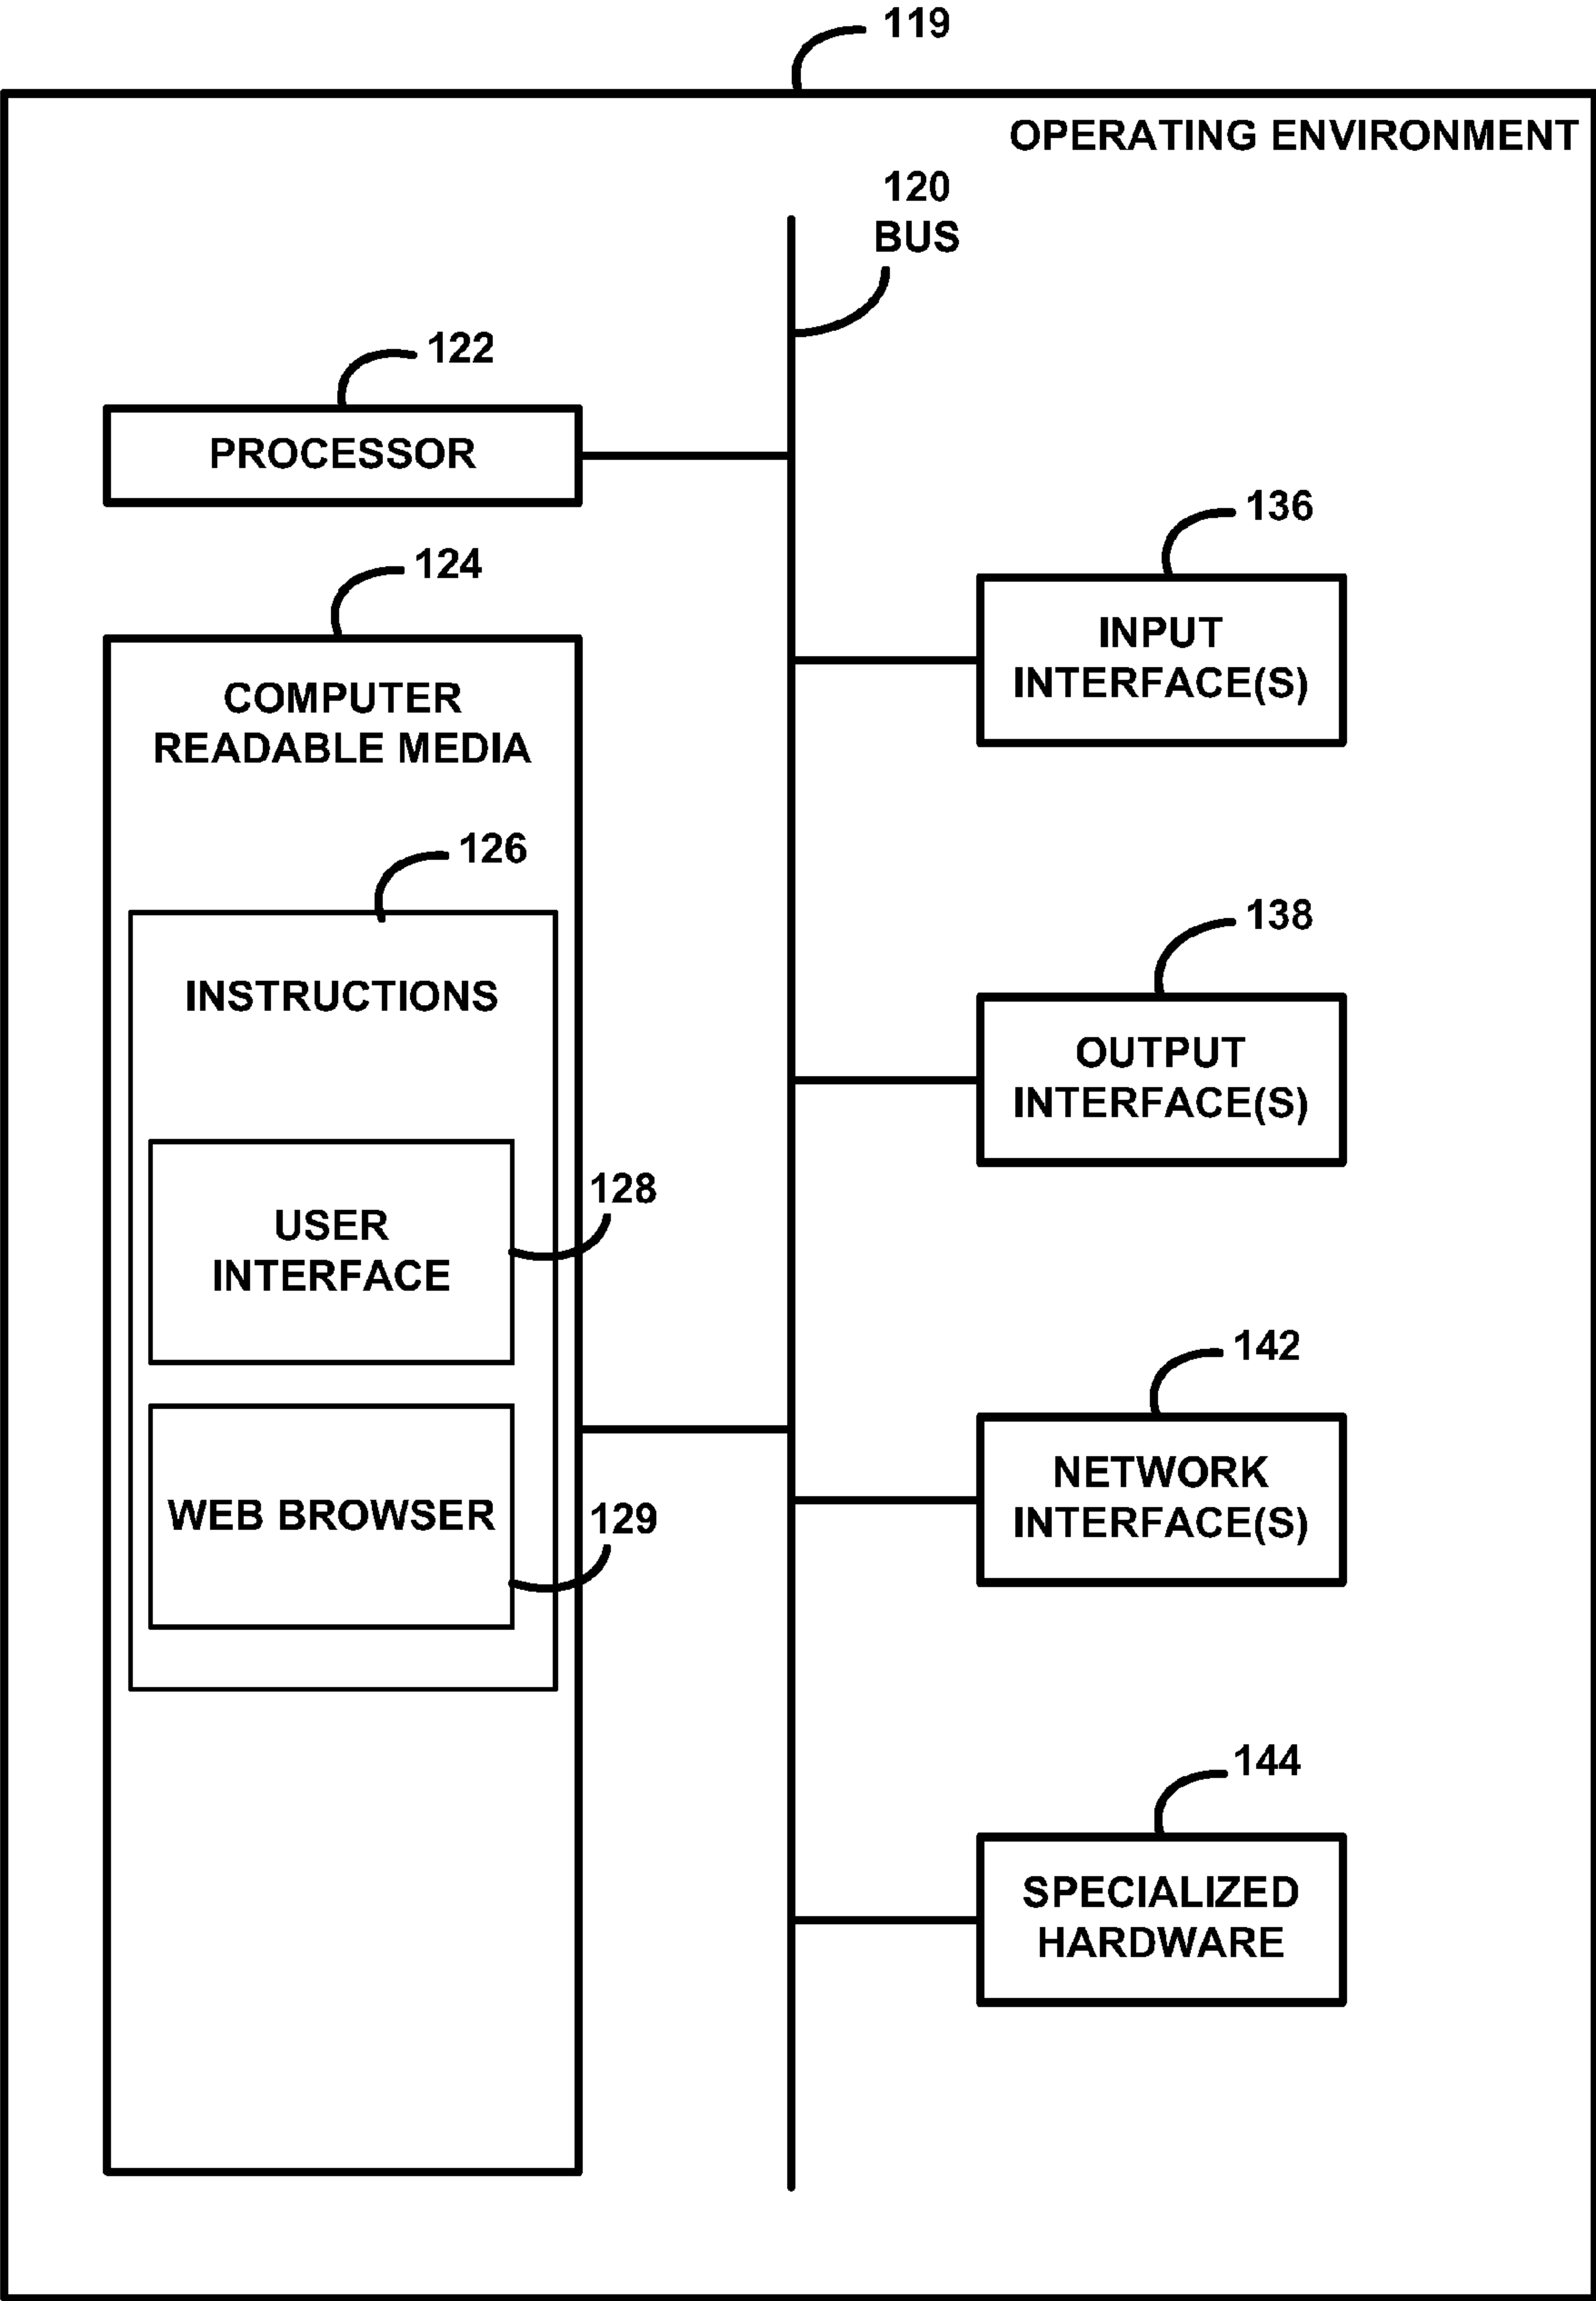 119
OPERATING ENVIRONMENT
120
BUS
122
PROCESSOR
124
COMPUTER
READABLE MEDIA
126
INSTRUCTIONS
128
USER
INTERFACE
129
WEB BROWSER
136
INPUT
INTERFACE(S)
138
OUTPUT
INTERFACE(S)
142
NETWORK
INTERFACE(S)
144
SPECIALIZED
HARDWARE